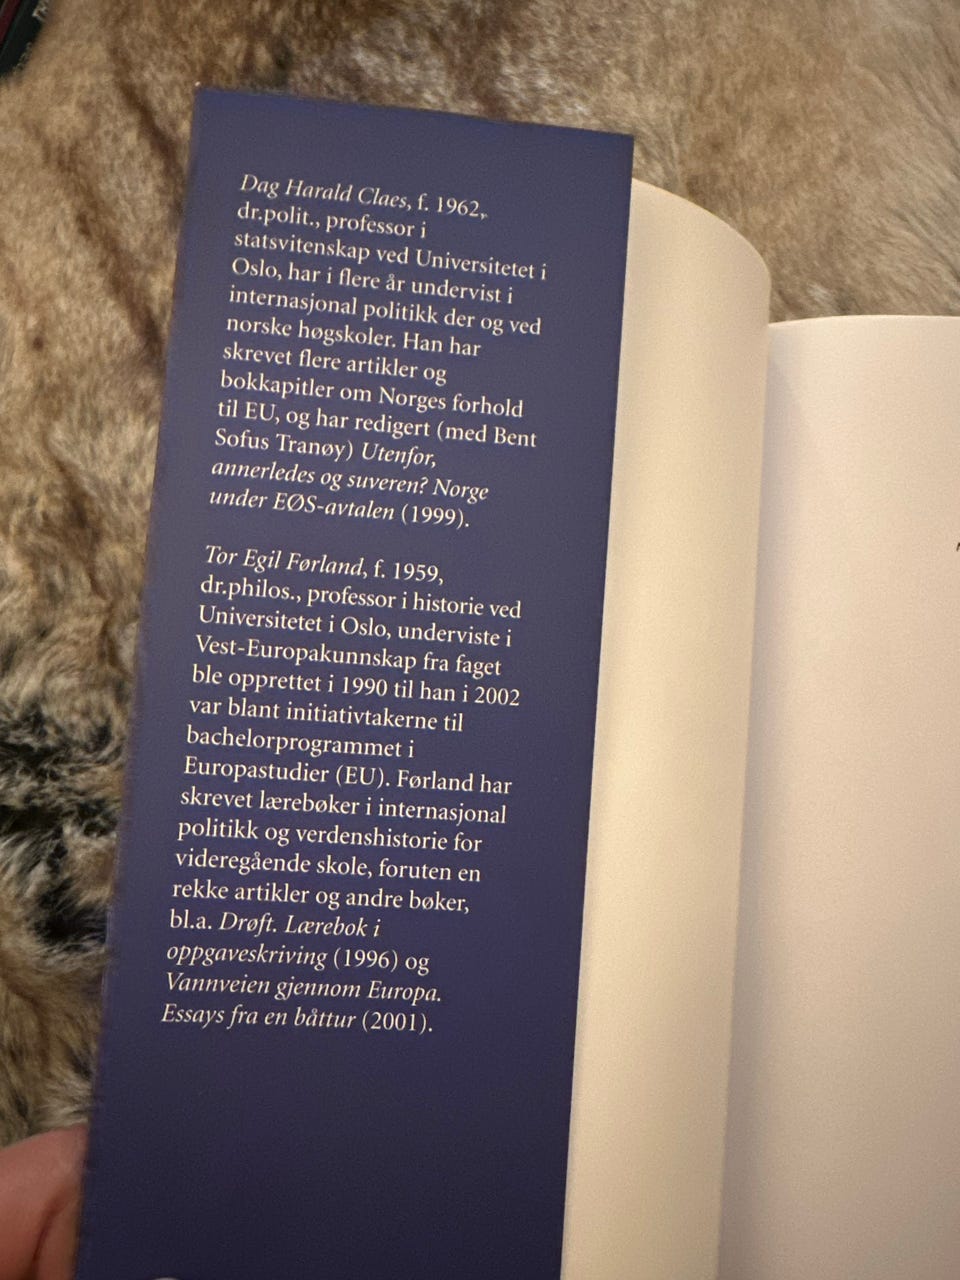 Dag Harald Claes, f. 1962,
dr.polit., professor i
statsvitenskap ved Universitetet i
Oslo, har i flere år undervist i
internasjonal politikk der og ved
norske høgskoler. Han har
skrevet flere artikler og
bokkapitler om Norges forhold
til EU, og har redigert (med Bent
Sofus Tranøy) Utenfor,
annerledes og suveren? Norge
under EØS-avtalen (1999).
Tor Egil Førland, f. 1959,
dr.philos., professor i historie ved
Universitetet i Oslo, underviste i
Vest-Europakunnskap fra faget
ble opprettet i 1990 til han i 2002
var blant initiativtakerne til
bachelorprogrammet i
Europastudier (EU). Førland har
skrevet lærebøker i internasjonal
politikk og verdenshistorie for
videregående skole, foruten en
rekke artikler og andre bøker,
bl.a. Drøft. Lærebok i
oppgaveskriving (1996) og
Vannveien gjennom Europa.
Essays fra en båttur (2001).